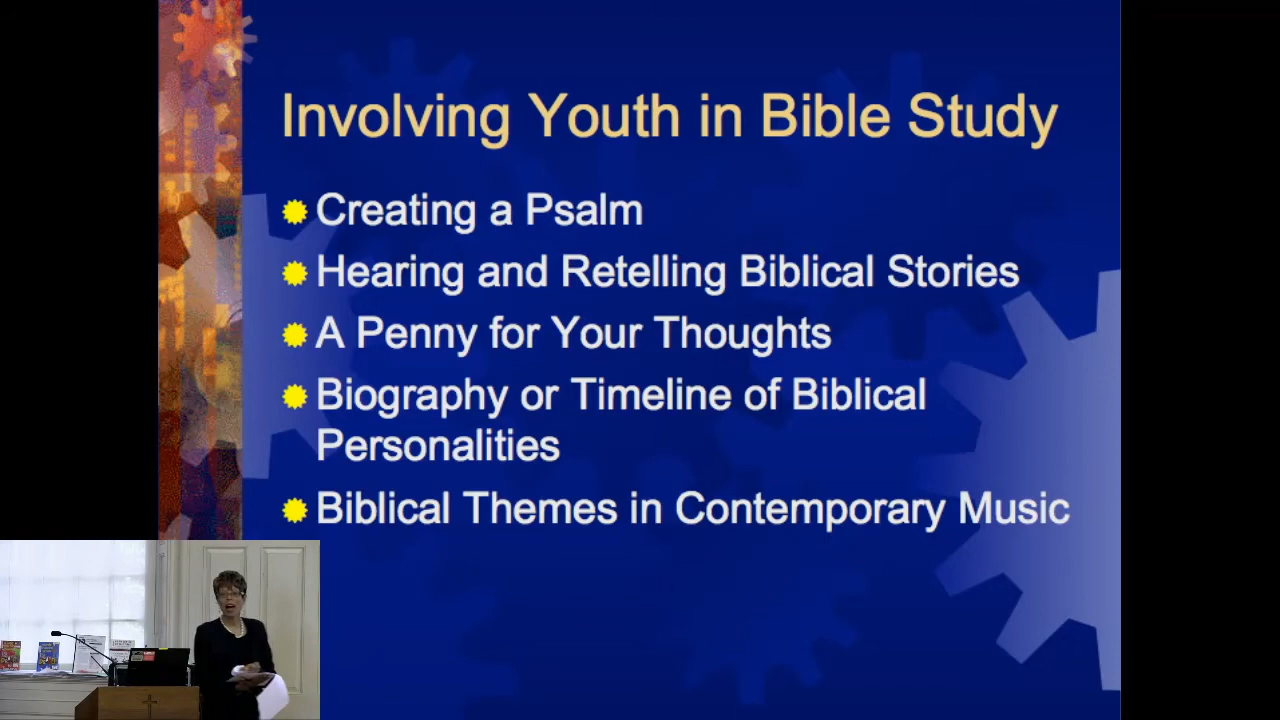 Involving Youth in Bible Study
Creating a Psalm
Hearing and Retelling Biblical Stories
A Penny for Your Thoughts
Biography or Timeline of Biblical
Personalities
Biblical Themes in Contemporary Music